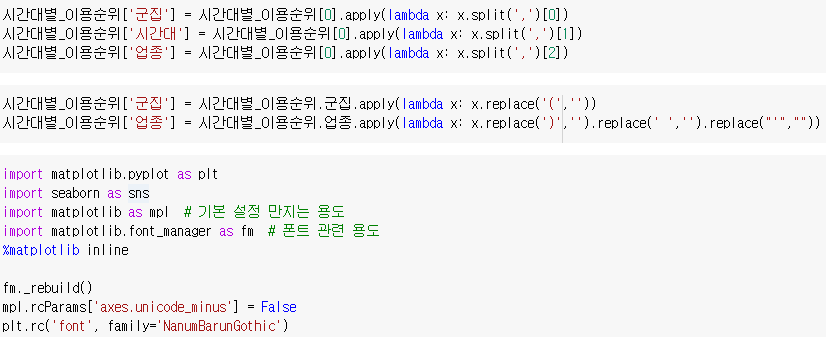 시간대별_이용순위['군집'] = 시간대별_이용순위[0].apply(lambda x: x.split(',')[0])
시간대별_이용순위['시간대'] = 시간대별_이용순위[0].apply(lambda x: x.split(',')[1])
시간대별_이용순위['업종'] = 시간대별_이용순위[0].apply(lambda x: x.split(',')[2])
시간대별_이용순위['군집'] = 시간대별_이용순위.군집.apply(lambda x: x.replace('(',''))
시간대별_이용순위['업종'] = 시간대별_이용순위.업종.apply(lambda x: x.replace(')','').replace(' ','').replace("'",""))
import matplotlib.pyplot as plt
import seaborn as sns
import matplotlib as mpl  # 기본 설정 만지는 용도
import matplotlib.font_manager as fm  # 폰트 관련 용도
%matplotlib inline
fm._rebuild()
mpl.rcParams['axes.unicode_minus'] = False
plt.rc('font', family='NanumBarunGothic')